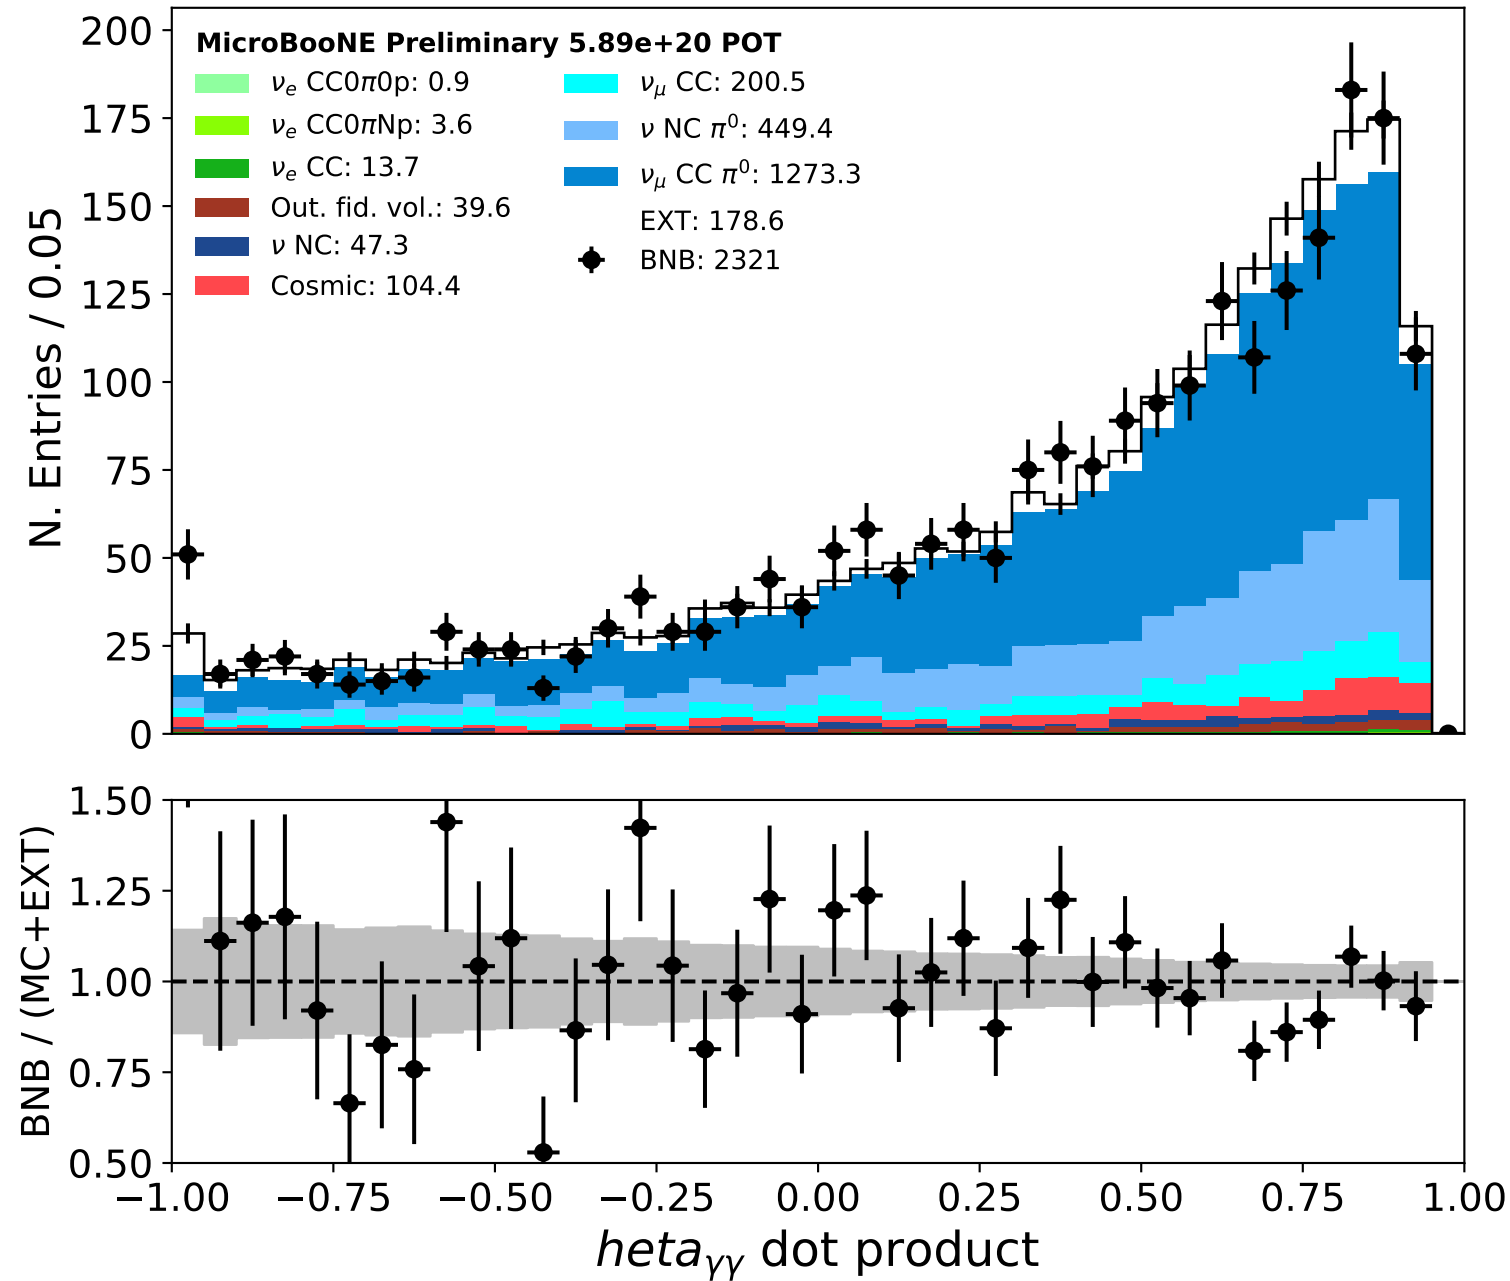 MicroBooNE Preliminary 5.89e+20 POT
νe CC0π0p: 0.9
νe CC0πNp: 3.6
νe CC: 13.7
Out. fid. vol.: 39.6
ν NC: 47.3
Cosmic: 104.4
νμ CC: 200.5
ν NC π⁰: 449.4
νμ CC π⁰: 1273.3
EXT: 178.6
BNB: 2321
N. Entries / 0.05
200
175
150
125
100
75
50
25
0
BNB / (MC+EXT)
1.50
1.25
1.00
0.75
0.50
−1.00 −0.75 −0.50 −0.25 0.00 0.25 0.50 0.75 1.00
hetaγγ dot product